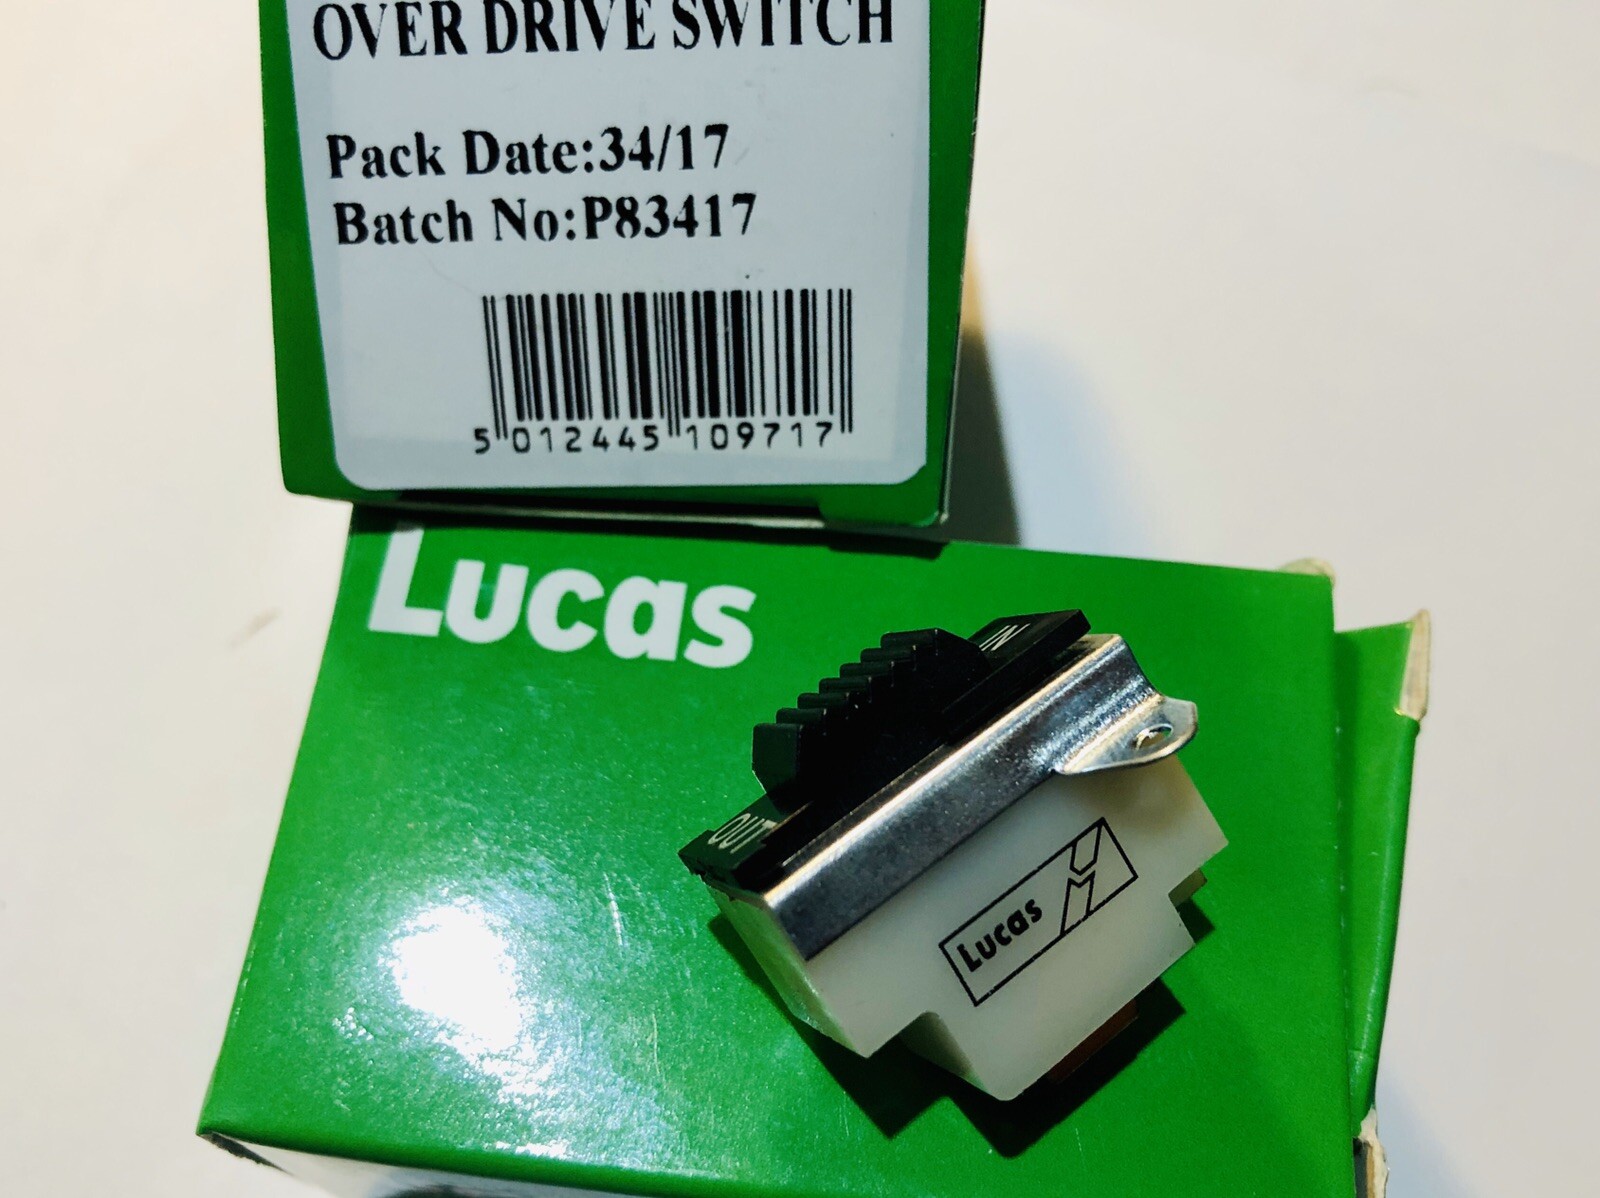 OVER DRIVE SWITCH
Pack Date:34/17
Batch No:P83417
5 012445 109717
Lucas
IN
OUT
Lucas